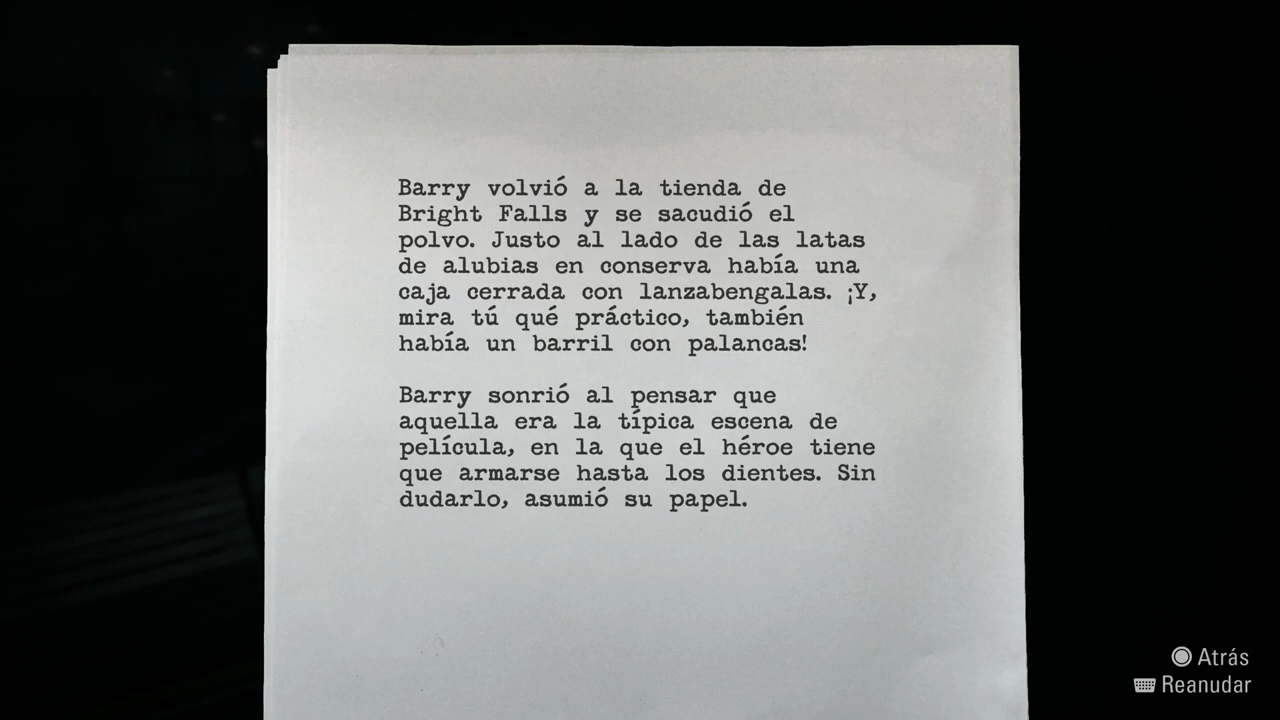 Barry volvió a la tienda de
Bright Falls y se sacudió el
polvo. Justo al lado de las latas
de alubias en conserva había una
caja cerrada con lanzabengalas. ¡Y,
mira tú qué práctico, también
había un barril con palancas!
Barry sonrió al pensar que
aquella era la típica escena de
película, en la que el héroe tiene
que armarse hasta los dientes. Sin
dudarlo, asumió su papel.
Atrás
Reanudar